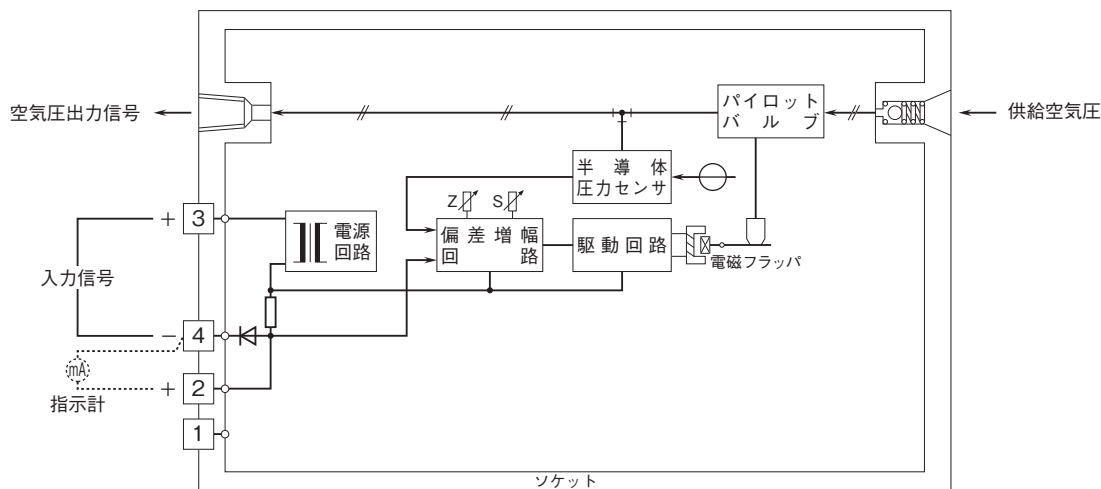 空気圧出力信号
パイロット
バルブ
供給空気圧
半導体
圧力センサ
Z
S
+
3
電源
回路
偏差増幅
回路
駆動回路
電磁フラッパ
入力信号
−
4
mA
+
2
指示計
1
ソケット